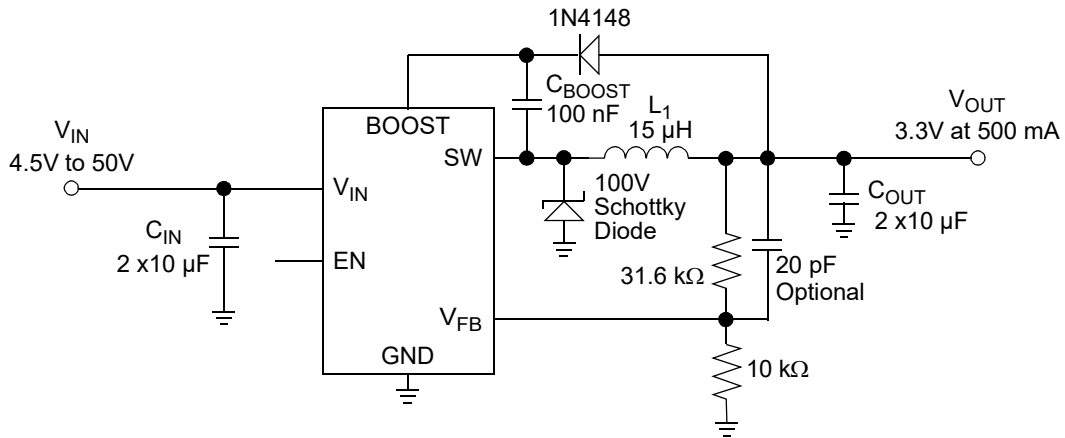 1N4148
CBOOST
100 nF
L1
15 µH
VOUT
3.3V at 500 mA
VIN
4.5V to 50V
BOOST
SW
VIN
CIN
2 x10 µF
EN
VFB
GND
100V
Schottky
Diode
COUT
2 x10 µF
31.6 kΩ
20 pF
Optional
10 kΩ